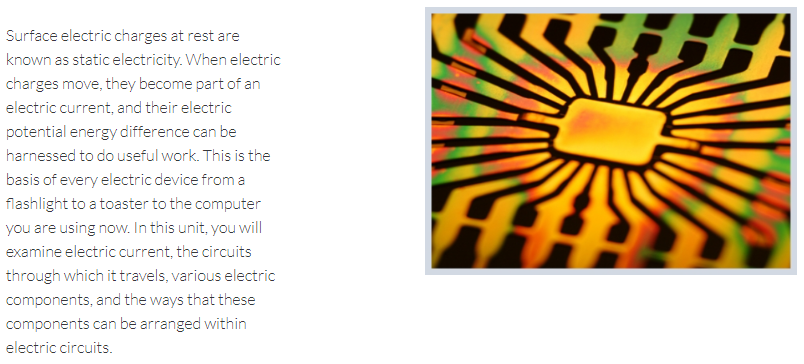 Surface electric charges at rest are
known as static electricity. When electric
charges move, they become part of an
electric current, and their electric
potential energy difference can be
harnessed to do useful work. This is the
basis of every electric device from a
flashlight to a toaster to the computer
you are using now. In this unit, you will
examine electric current, the circuits
through which it travels, various electric
components, and the ways that these
components can be arranged within
electric circuits.